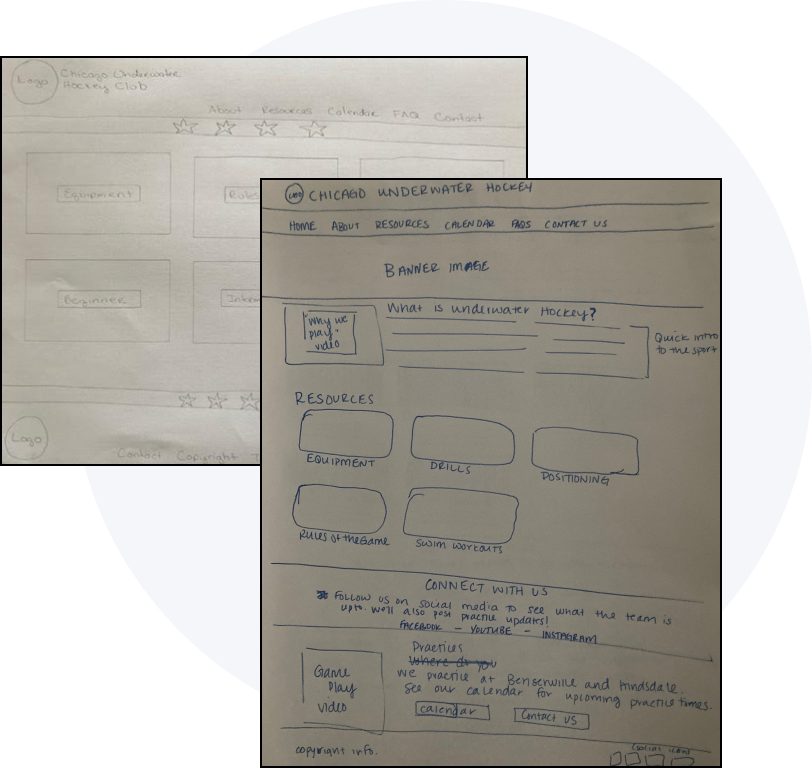 Logo
Chicago Underwater
Hockey Club
About Resources Calendar FAQ Contact
Equipment
Rules
Beginner
Logo
Contact Copyright
LOGO CHICAGO UNDERWATER HOCKEY
HOME ABOUT RESOURCES CALENDAR FAQS CONTACT US
BANNER IMAGE
Why we
play
video
What is underwater Hockey?
Quick intro
to the sport
RESOURCES
EQUIPMENT
DRILLS
POSITIONING
RULES of the Game
SWIM WORKOUTS
CONNECT WITH US
FOLLOW US on social media to see what the team is
upto. We'll also post practice updates!
FACEBOOK - YOUTUBE - INSTAGRAM
Game
Play
video
Practices
Where do you
We practice at Bensenville and Hindsdale.
See our calendar for upcoming practice times.
calendar
Contact US
copyright info.
social icons